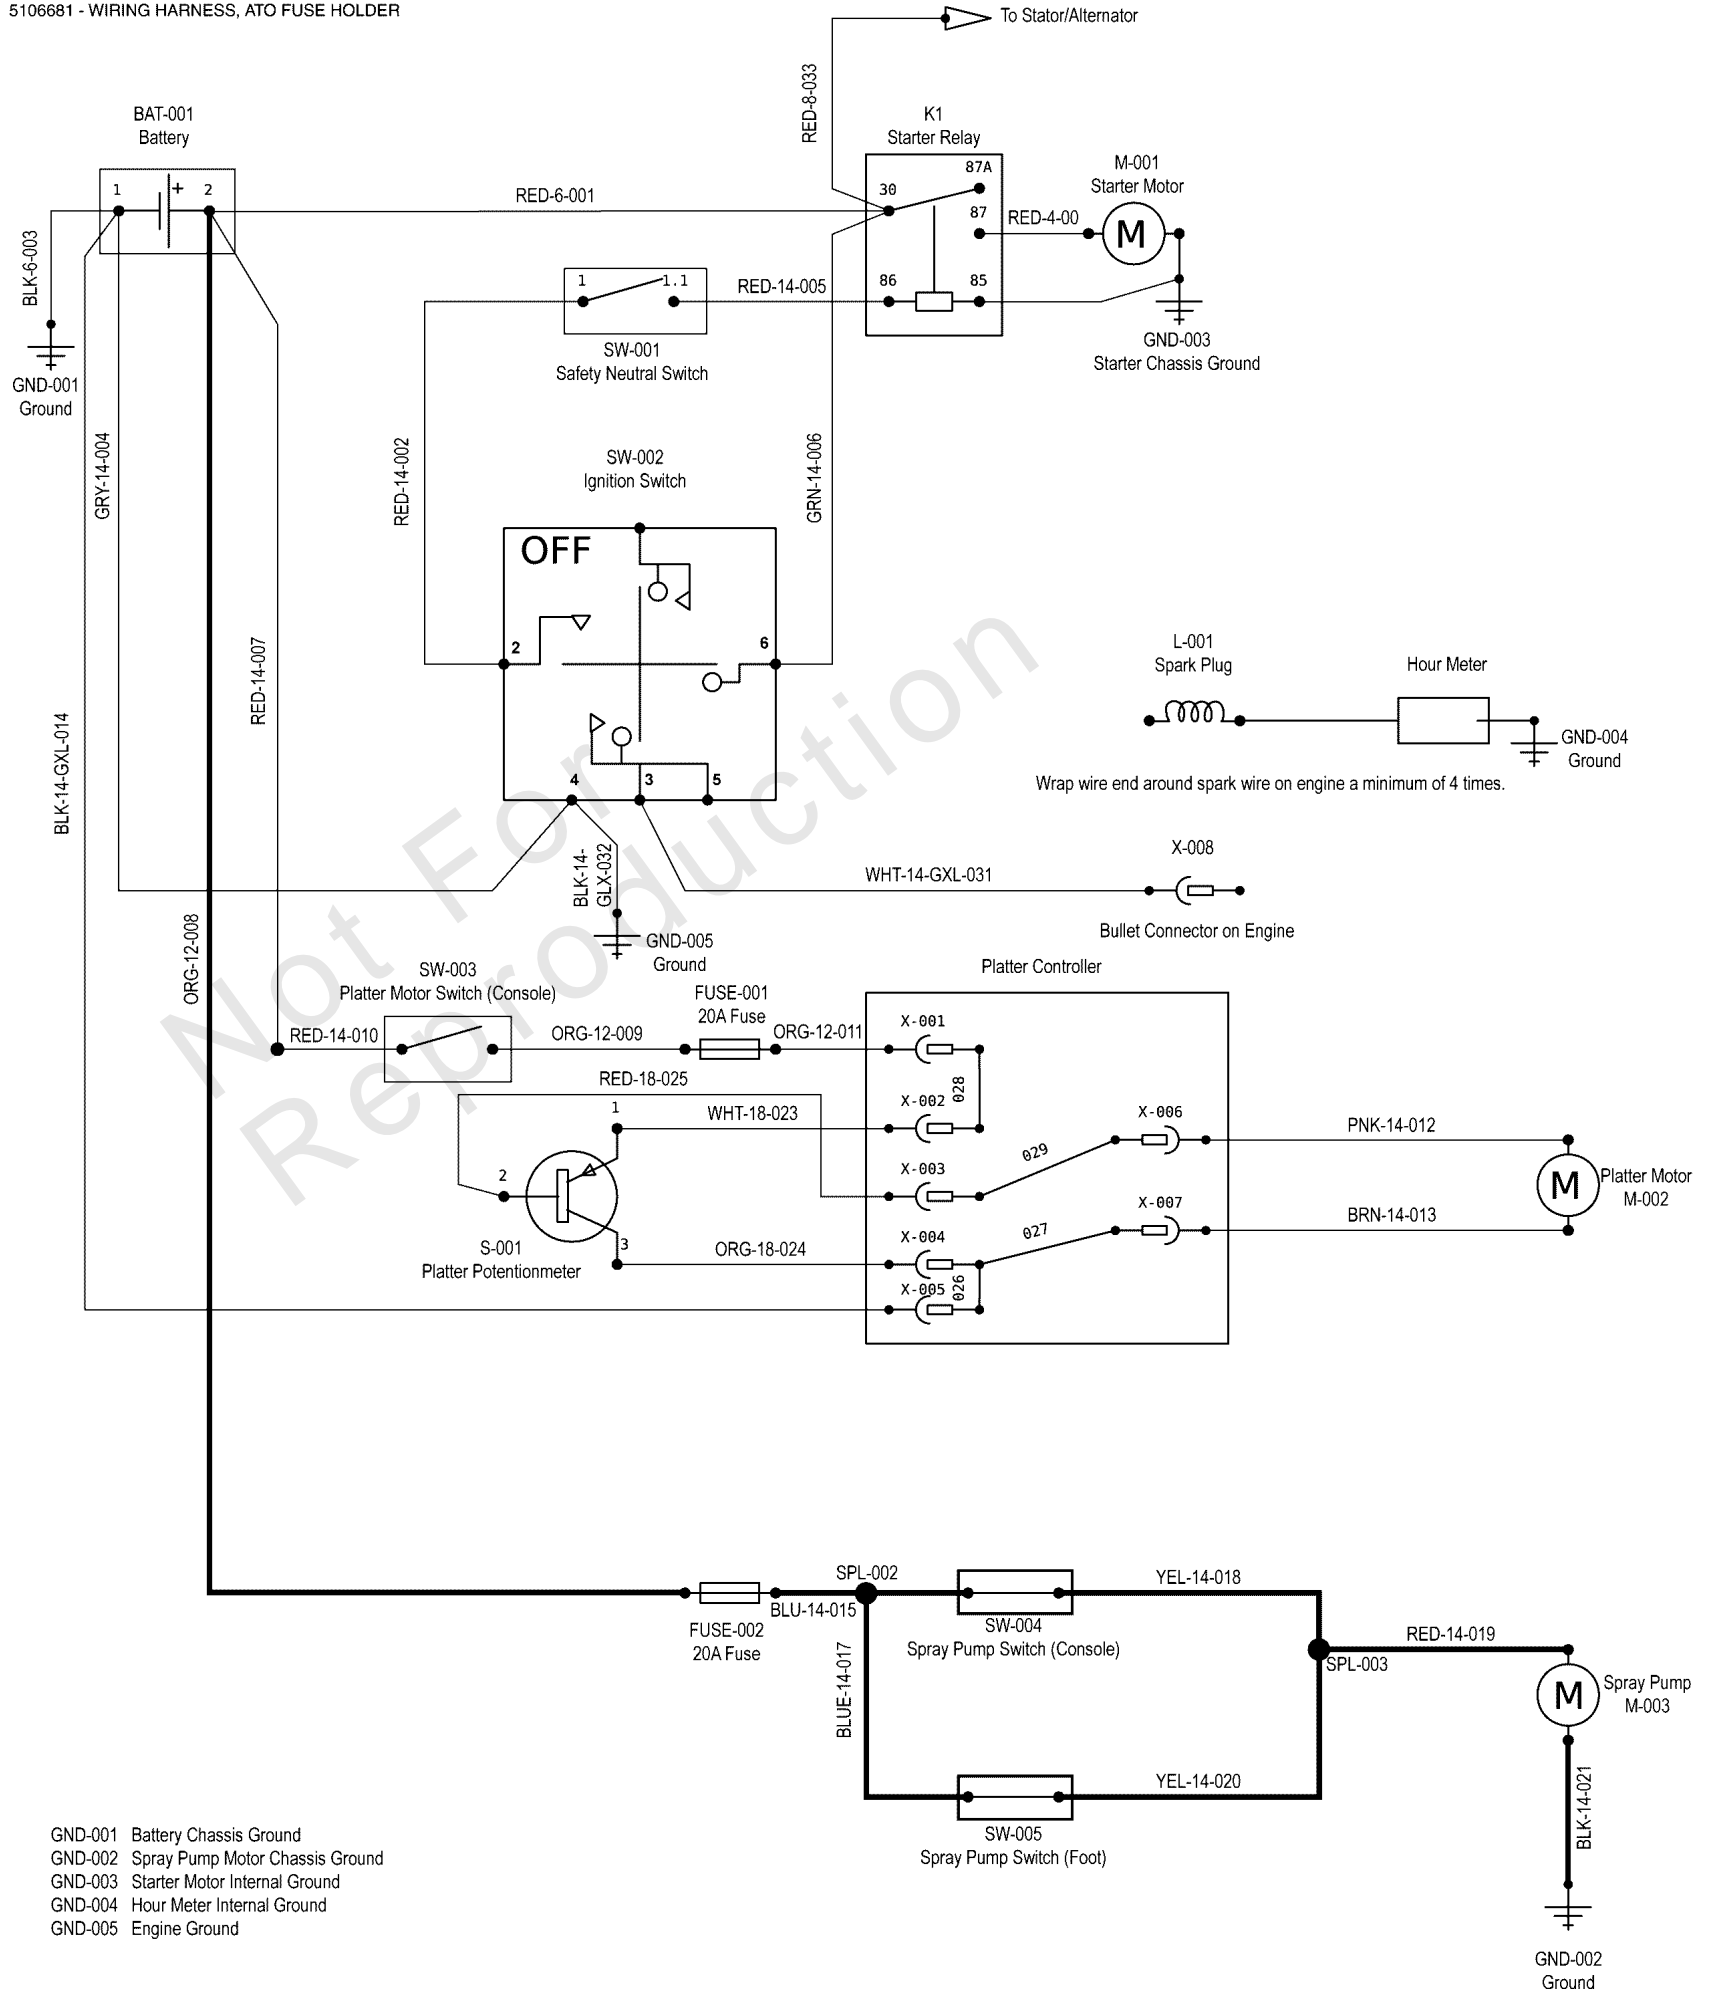 5106681 - WIRING HARNESS, ATO FUSE HOLDER
To Stator/Alternator
RED-8-033
BAT-001
Battery
1
+
2
BLK-6-003
GND-001
Ground
RED-6-001
K1
Starter Relay
87A
30
87
86
85
RED-4-00
M-001
Starter Motor
M
GND-003
Starter Chassis Ground
1
1.1
RED-14-005
SW-001
Safety Neutral Switch
GRY-14-004
RED-14-002
GRN-14-006
SW-002
Ignition Switch
OFF
2
6
4
3
5
BLK-14-GXL-014
RED-14-007
L-001
Spark Plug
Hour Meter
GND-004
Ground
Wrap wire end around spark wire on engine a minimum of 4 times.
BLK-14-
GLX-032
GND-005
Ground
WHT-14-GXL-031
X-008
Bullet Connector on Engine
ORG-12-008
SW-003
Platter Motor Switch (Console)
RED-14-010
ORG-12-009
FUSE-001
20A Fuse
ORG-12-011
Platter Controller
X-001
028
X-002
X-003
029
X-006
X-004
027
X-007
X-005
026
RED-18-025
WHT-18-023
1
2
3
S-001
Platter Potentionmeter
ORG-18-024
PNK-14-012
M
Platter Motor
M-002
BRN-14-013
FUSE-002
20A Fuse
BLU-14-015
SPL-002
BLUE-14-017
SW-004
Spray Pump Switch (Console)
YEL-14-018
SPL-003
RED-14-019
M
Spray Pump
M-003
SW-005
Spray Pump Switch (Foot)
YEL-14-020
BLK-14-021
GND-002
Ground
GND-001 Battery Chassis Ground
GND-002 Spray Pump Motor Chassis Ground
GND-003 Starter Motor Internal Ground
GND-004 Hour Meter Internal Ground
GND-005 Engine Ground
Not For
Reproduction